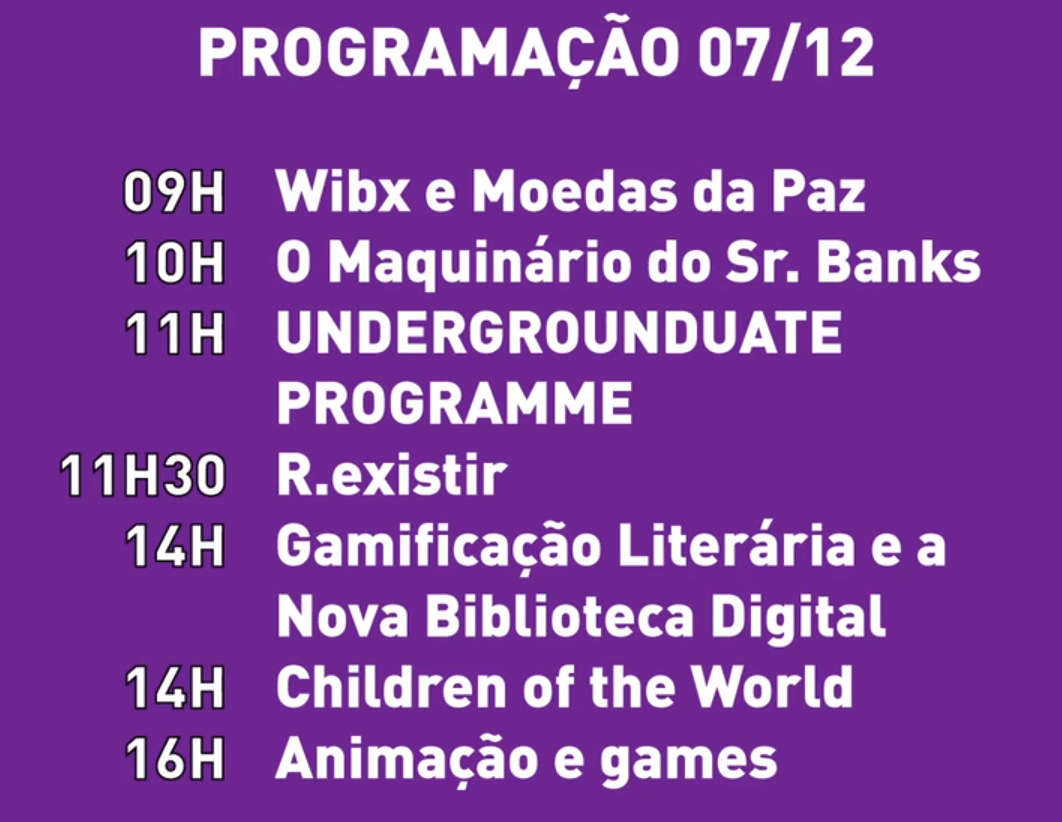 PROGRAMAÇÃO 07/12
09H Wibx e Moedas da Paz
10H O Maquinário do Sr. Banks
11H UNDERGROUNDUATE
PROGRAMME
11H30 R.existir
14H Gamificação Literária e a
Nova Biblioteca Digital
14H Children of the World
16H Animação e games